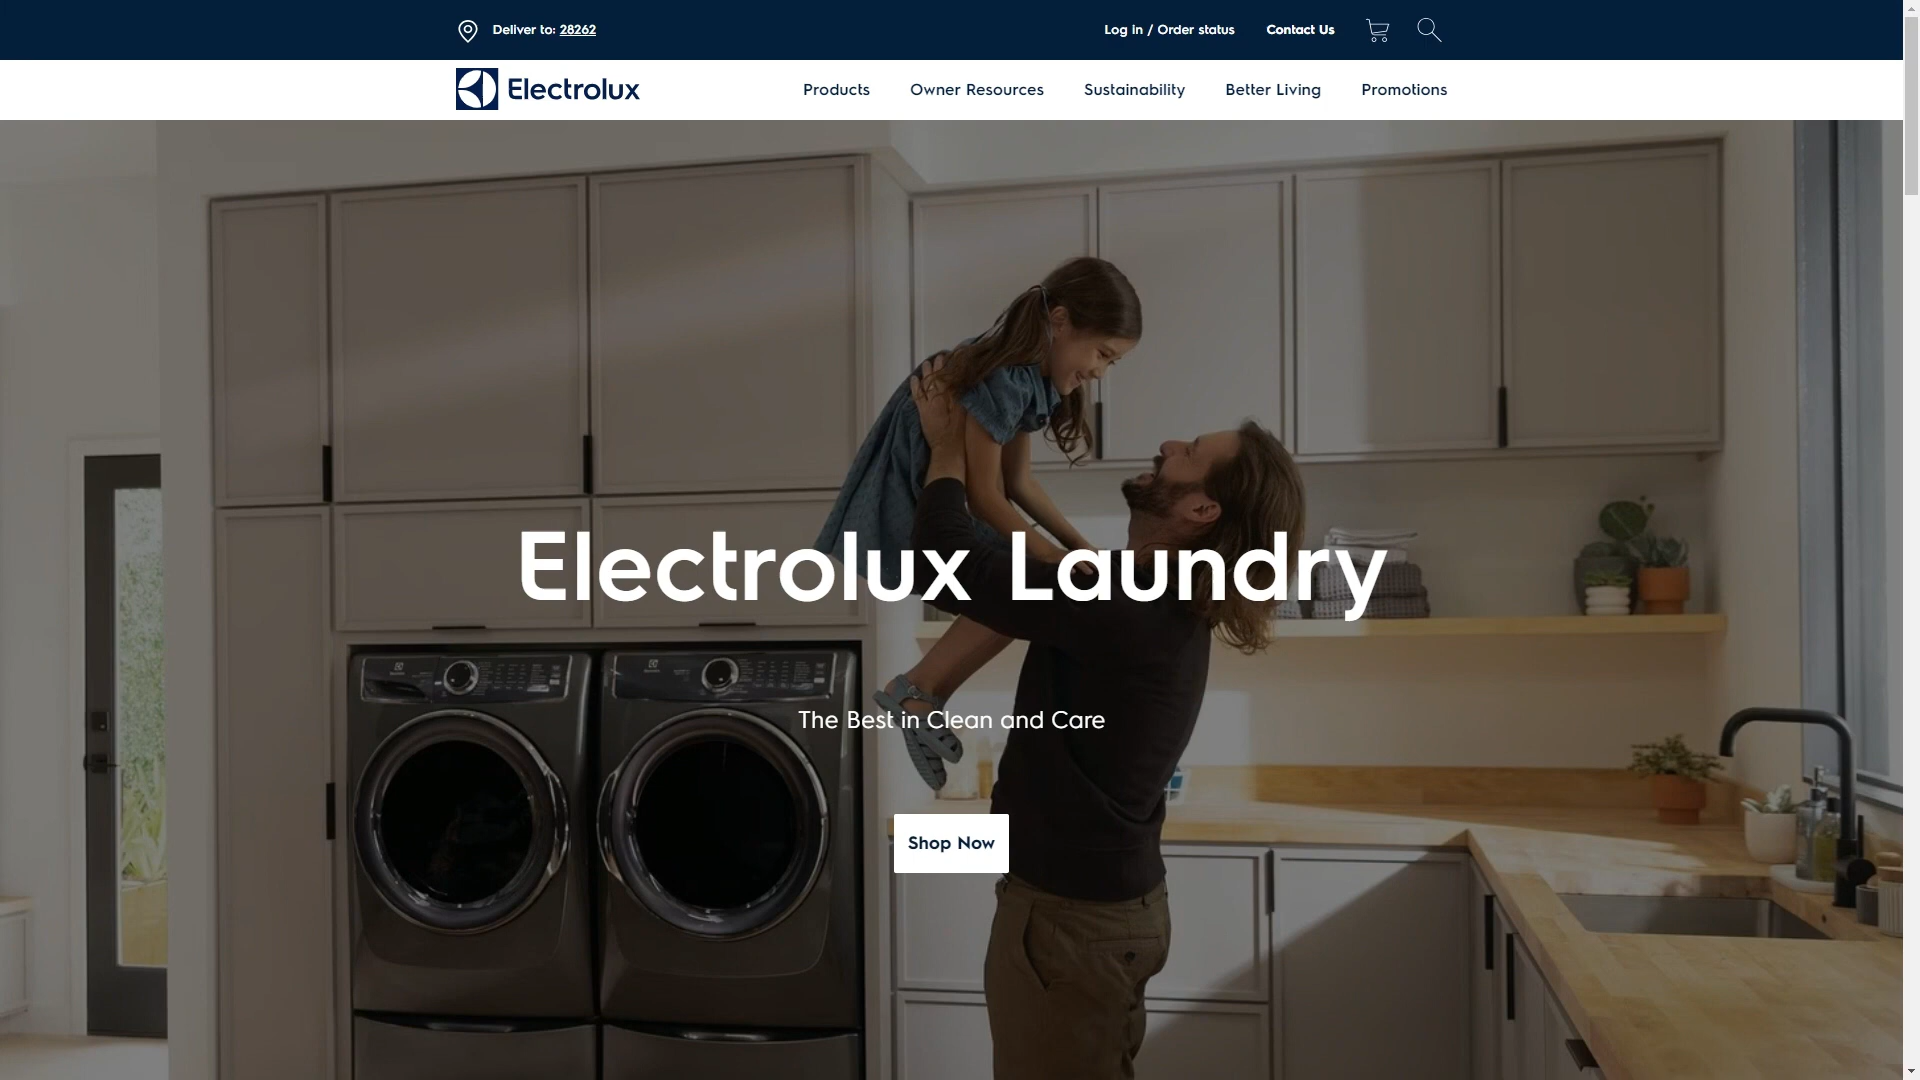 Deliver to: 28262
Log in / Order status
Contact Us
Electrolux
Products
Owner Resources
Sustainability
Better Living
Promotions
Electrolux Laundry
The Best in Clean and Care
Shop Now